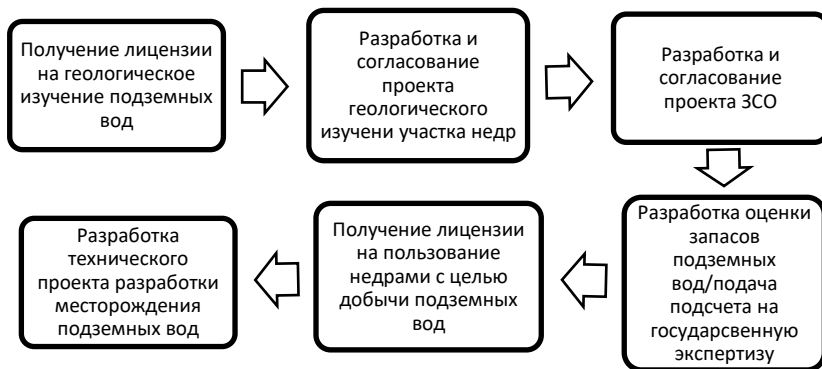 Получение лицензии
на геологическое
изучение подземных
вод
Разработка и
согласование
проекта
геологического
изучени участка недр
Разработка и
согласование
проекта ЗСО
Разработка оценки
запасов
подземных
вод/подача
подсчета на
государсвенную
экспертизу
Получение лицензии
на пользование
недрами с целью
добычи подземных
вод
Разработка
технического
проекта разработки
месторождения
подземных вод